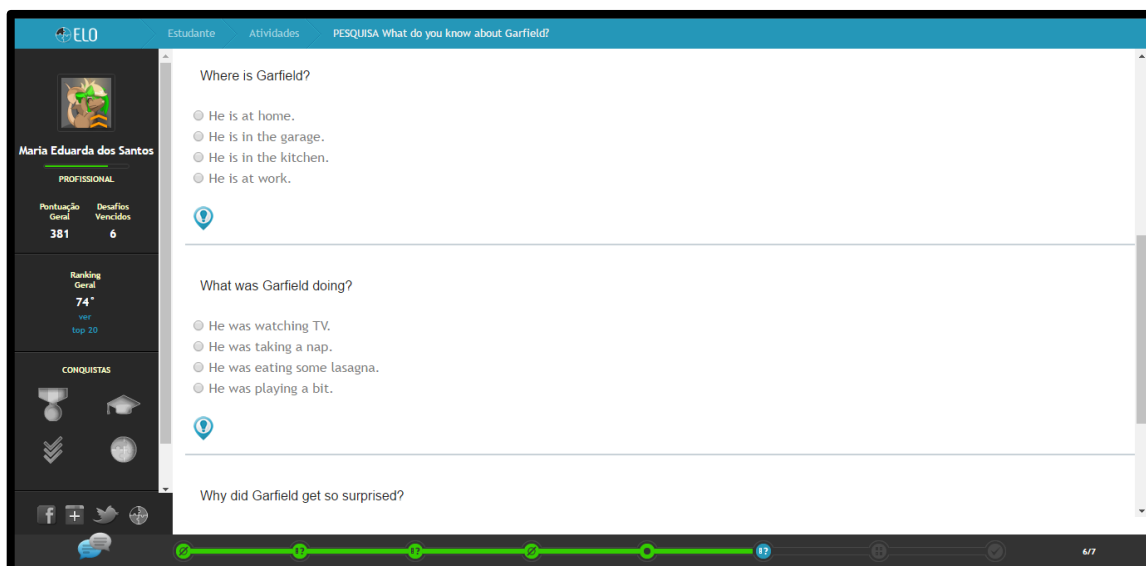 ELO Estudante Atividades PESQUISA What do you know about Garfield?
Maria Eduarda dos Santos
PROFISSIONAL
Pontuação Geral
381
Desafios Vencidos
6
Ranking
Geral
74°
ver
top 20
CONQUISTAS
Where is Garfield?
He is at home.
He is in the garage.
He is in the kitchen.
He is at work.
What was Garfield doing?
He was watching TV.
He was taking a nap.
He was eating some lasagna.
He was playing a bit.
Why did Garfield get so surprised?
6/7